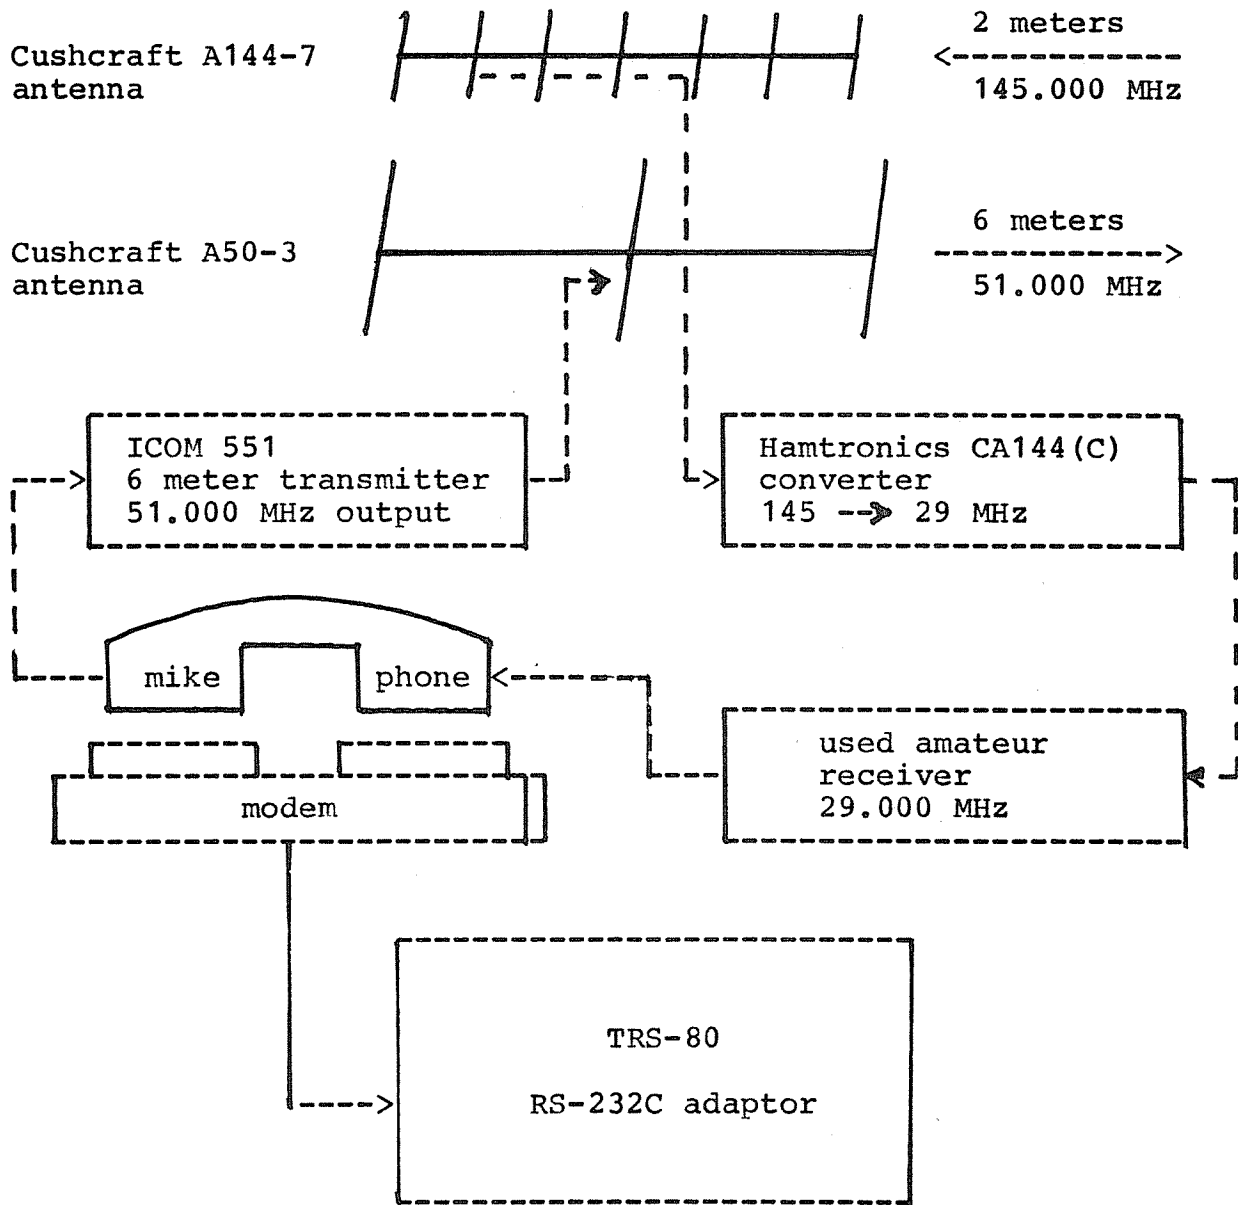 Cushcraft A144-7
antenna
2 meters
<----------
145.000 MHz
Cushcraft A50-3
antenna
6 meters
---------->
51.000 MHz
ICOM 551
6 meter transmitter
51.000 MHz output
Hamtronics CA144(C)
converter
145 --> 29 MHz
mike
phone
used amateur
receiver
29.000 MHz
modem
TRS-80
RS-232C adaptor